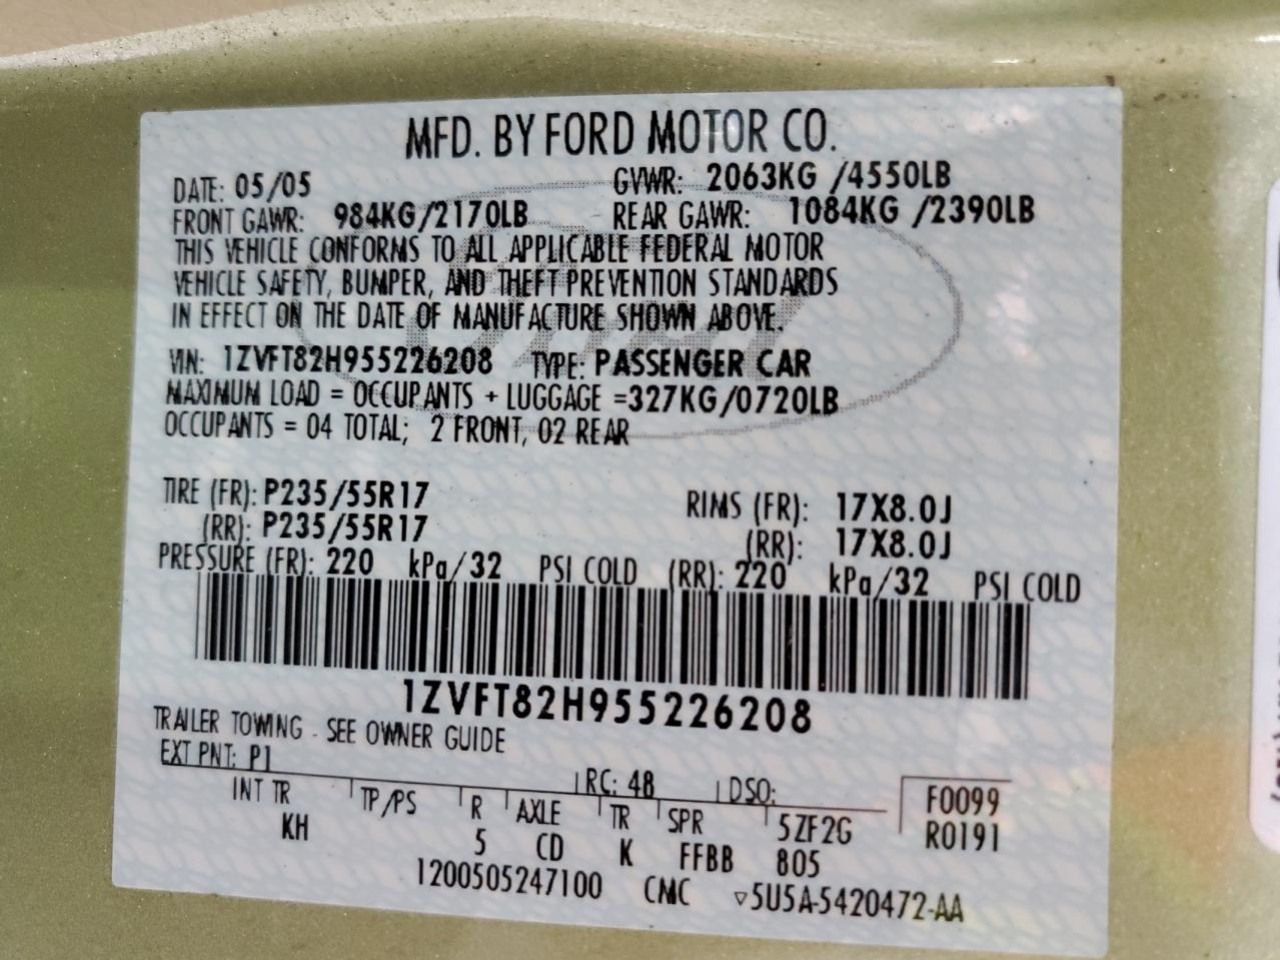 MFD. BY FORD MOTOR CO.
DATE: 05/05 GVWR: 2063KG /4550LB
FRONT GAWR: 984KG/2170LB REAR GAWR: 1084KG /2390LB
THIS VEHICLE CONFORMS TO ALL APPLICABLE FEDERAL MOTOR
VEHICLE SAFETY, BUMPER, AND THEFT PREVENTION STANDARDS
IN EFFECT ON THE DATE OF MANUFACTURE SHOWN ABOVE.
VIN: 1ZVFT82H955226208 TYPE: PASSENGER CAR
MAXIMUM LOAD = OCCUPANTS + LUGGAGE =327KG/0720LB
OCCUPANTS = 04 TOTAL; 2 FRONT, 02 REAR
TIRE (FR): P235/55R17 RIMS (FR): 17X8.0J
(RR): P235/55R17 (RR): 17X8.0J
PRESSURE (FR): 220 kPa/32 PSI COLD (RR): 220 kPa/32 PSI COLD
1ZVFT82H955226208
TRAILER TOWING - SEE OWNER GUIDE
EXT PNT: P1 RC: 48 DSO: F0099
INT TR TP/PS R AXLE TR SPR 5ZF2G R0191
KH 5 CD K FFBB 805
1200505247100 CMC ▿5U5A-5420472-AA